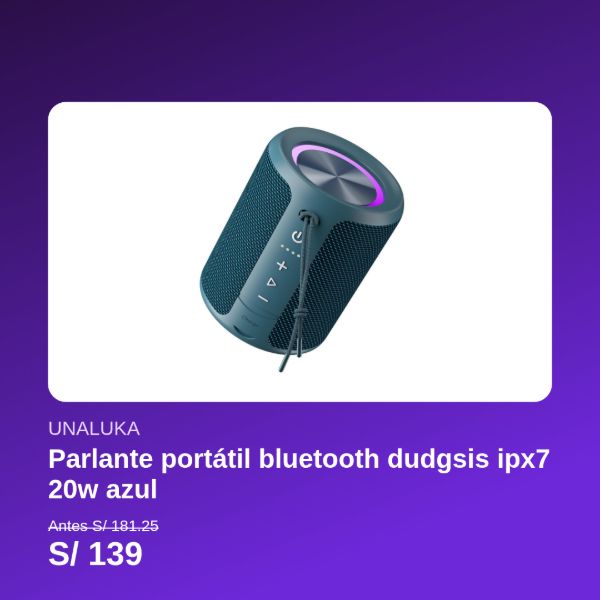 UNALUKA
Parlante portátil bluetooth dudgsis ipx7
20w azul
Antes S/ 181.25
S/ 139